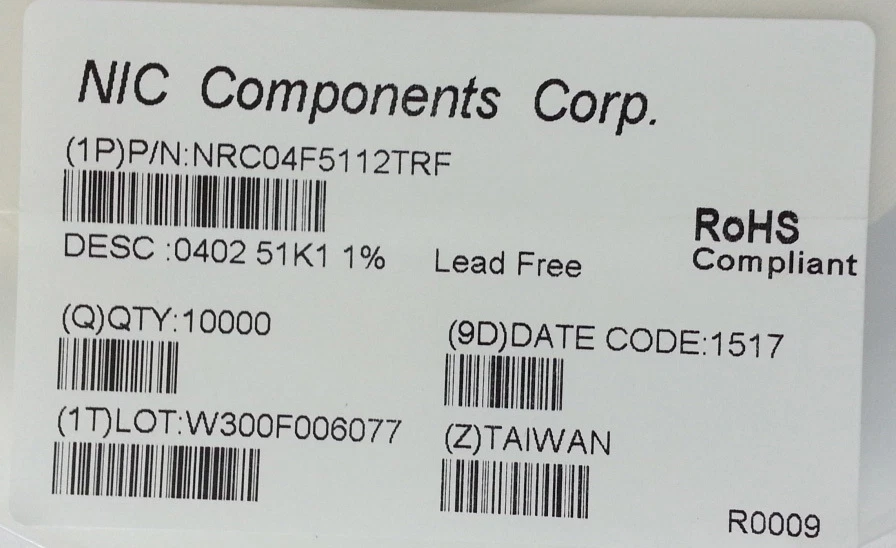 NIC Components Corp.
(1P)P/N:NRC04F5112TRF
DESC :0402 51K1 1% Lead Free
RoHS
Compliant
(Q)QTY:10000
(9D)DATE CODE:1517
(1T)LOT:W300F006077
(Z)TAIWAN
R0009